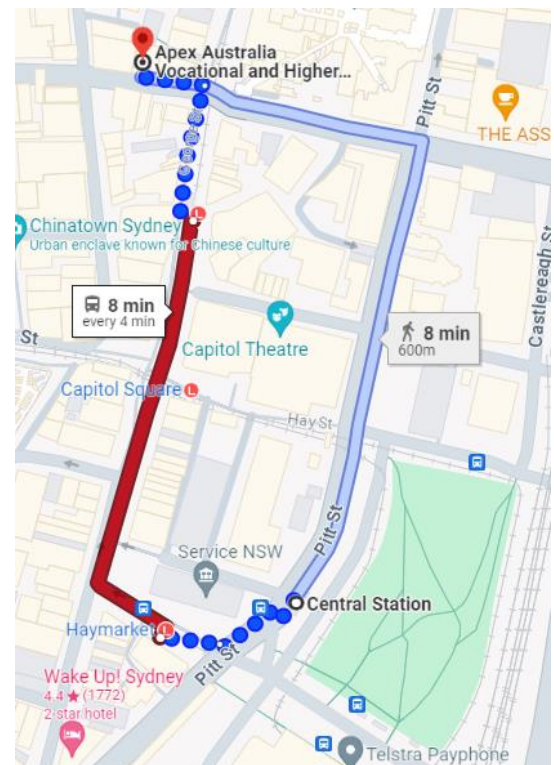 Apex Australia
Vocational and Higher...
Pitt St
THE ASS
Chinatown Sydney
Urban enclave known for Chinese culture
Castlereagh St
8 min
every 4 min
8 min
600m
St
Capitol Theatre
Capitol Square
Hay St
Pitt St
Service NSW
Central Station
Haymarket
Pitt St
Wake Up! Sydney
4.4 ★ (1772)
2-star hotel
Telstra Payphone